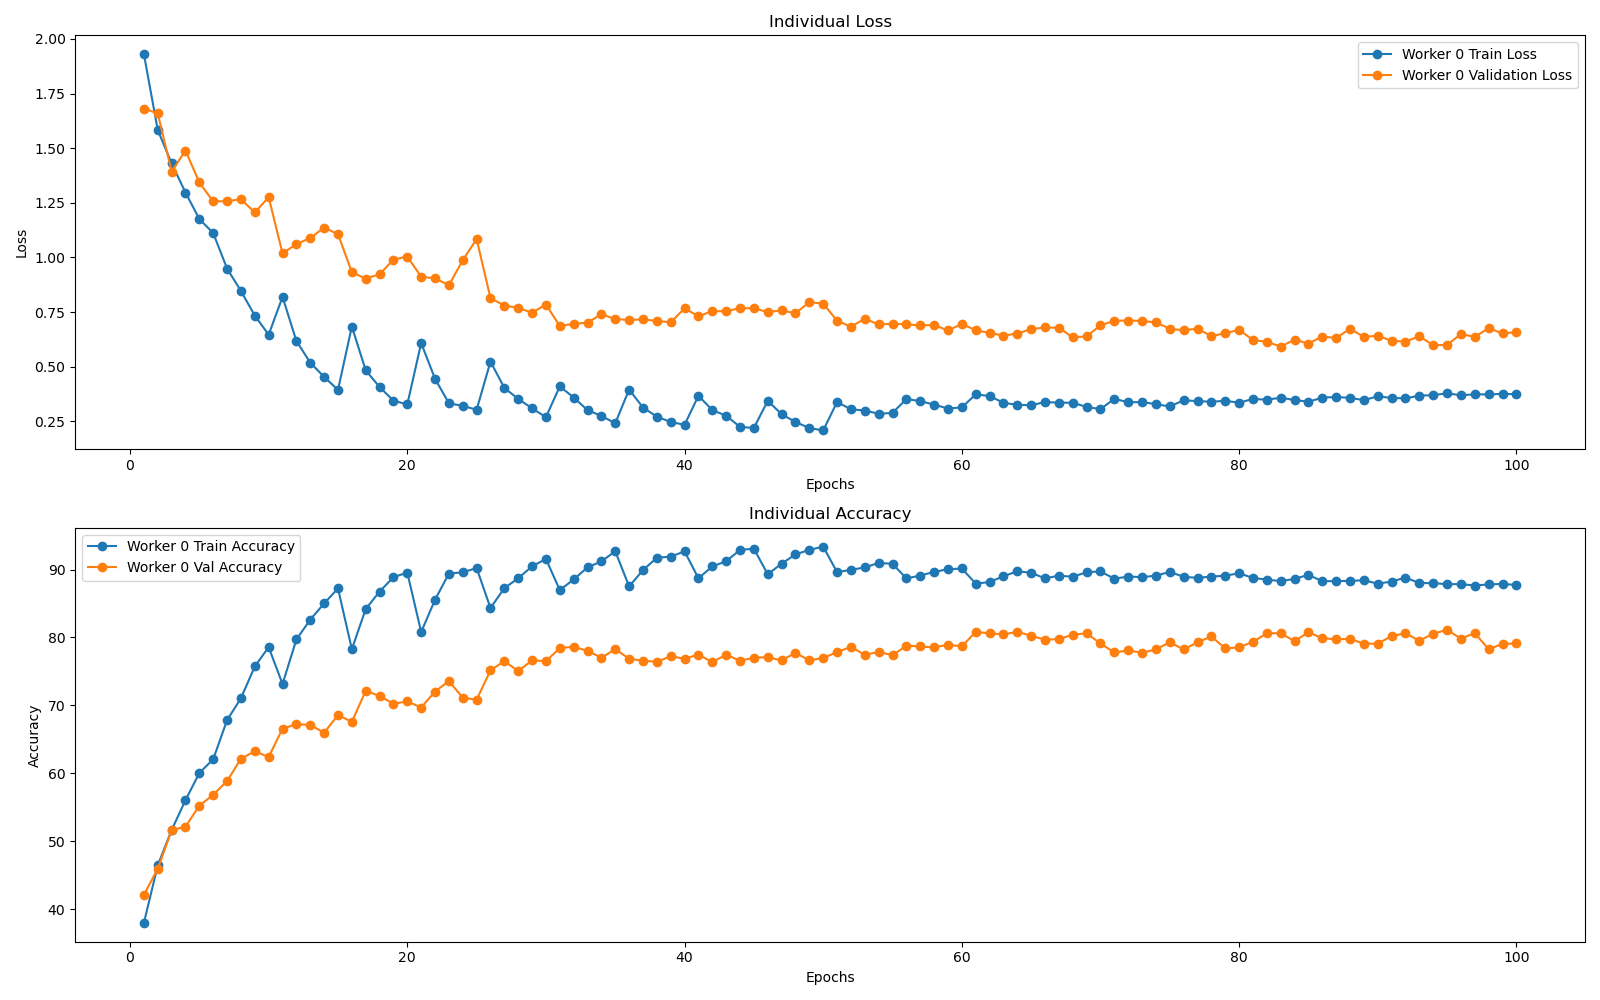 Individual Loss
2.00
1.75
1.50
1.25
1.00
0.75
0.50
0.25
Loss
Worker 0 Train Loss
Worker 0 Validation Loss
0 20 40 60 80 100
Epochs
Individual Accuracy
90
80
70
60
50
40
Accuracy
Worker 0 Train Accuracy
Worker 0 Val Accuracy
0 20 40 60 80 100
Epochs